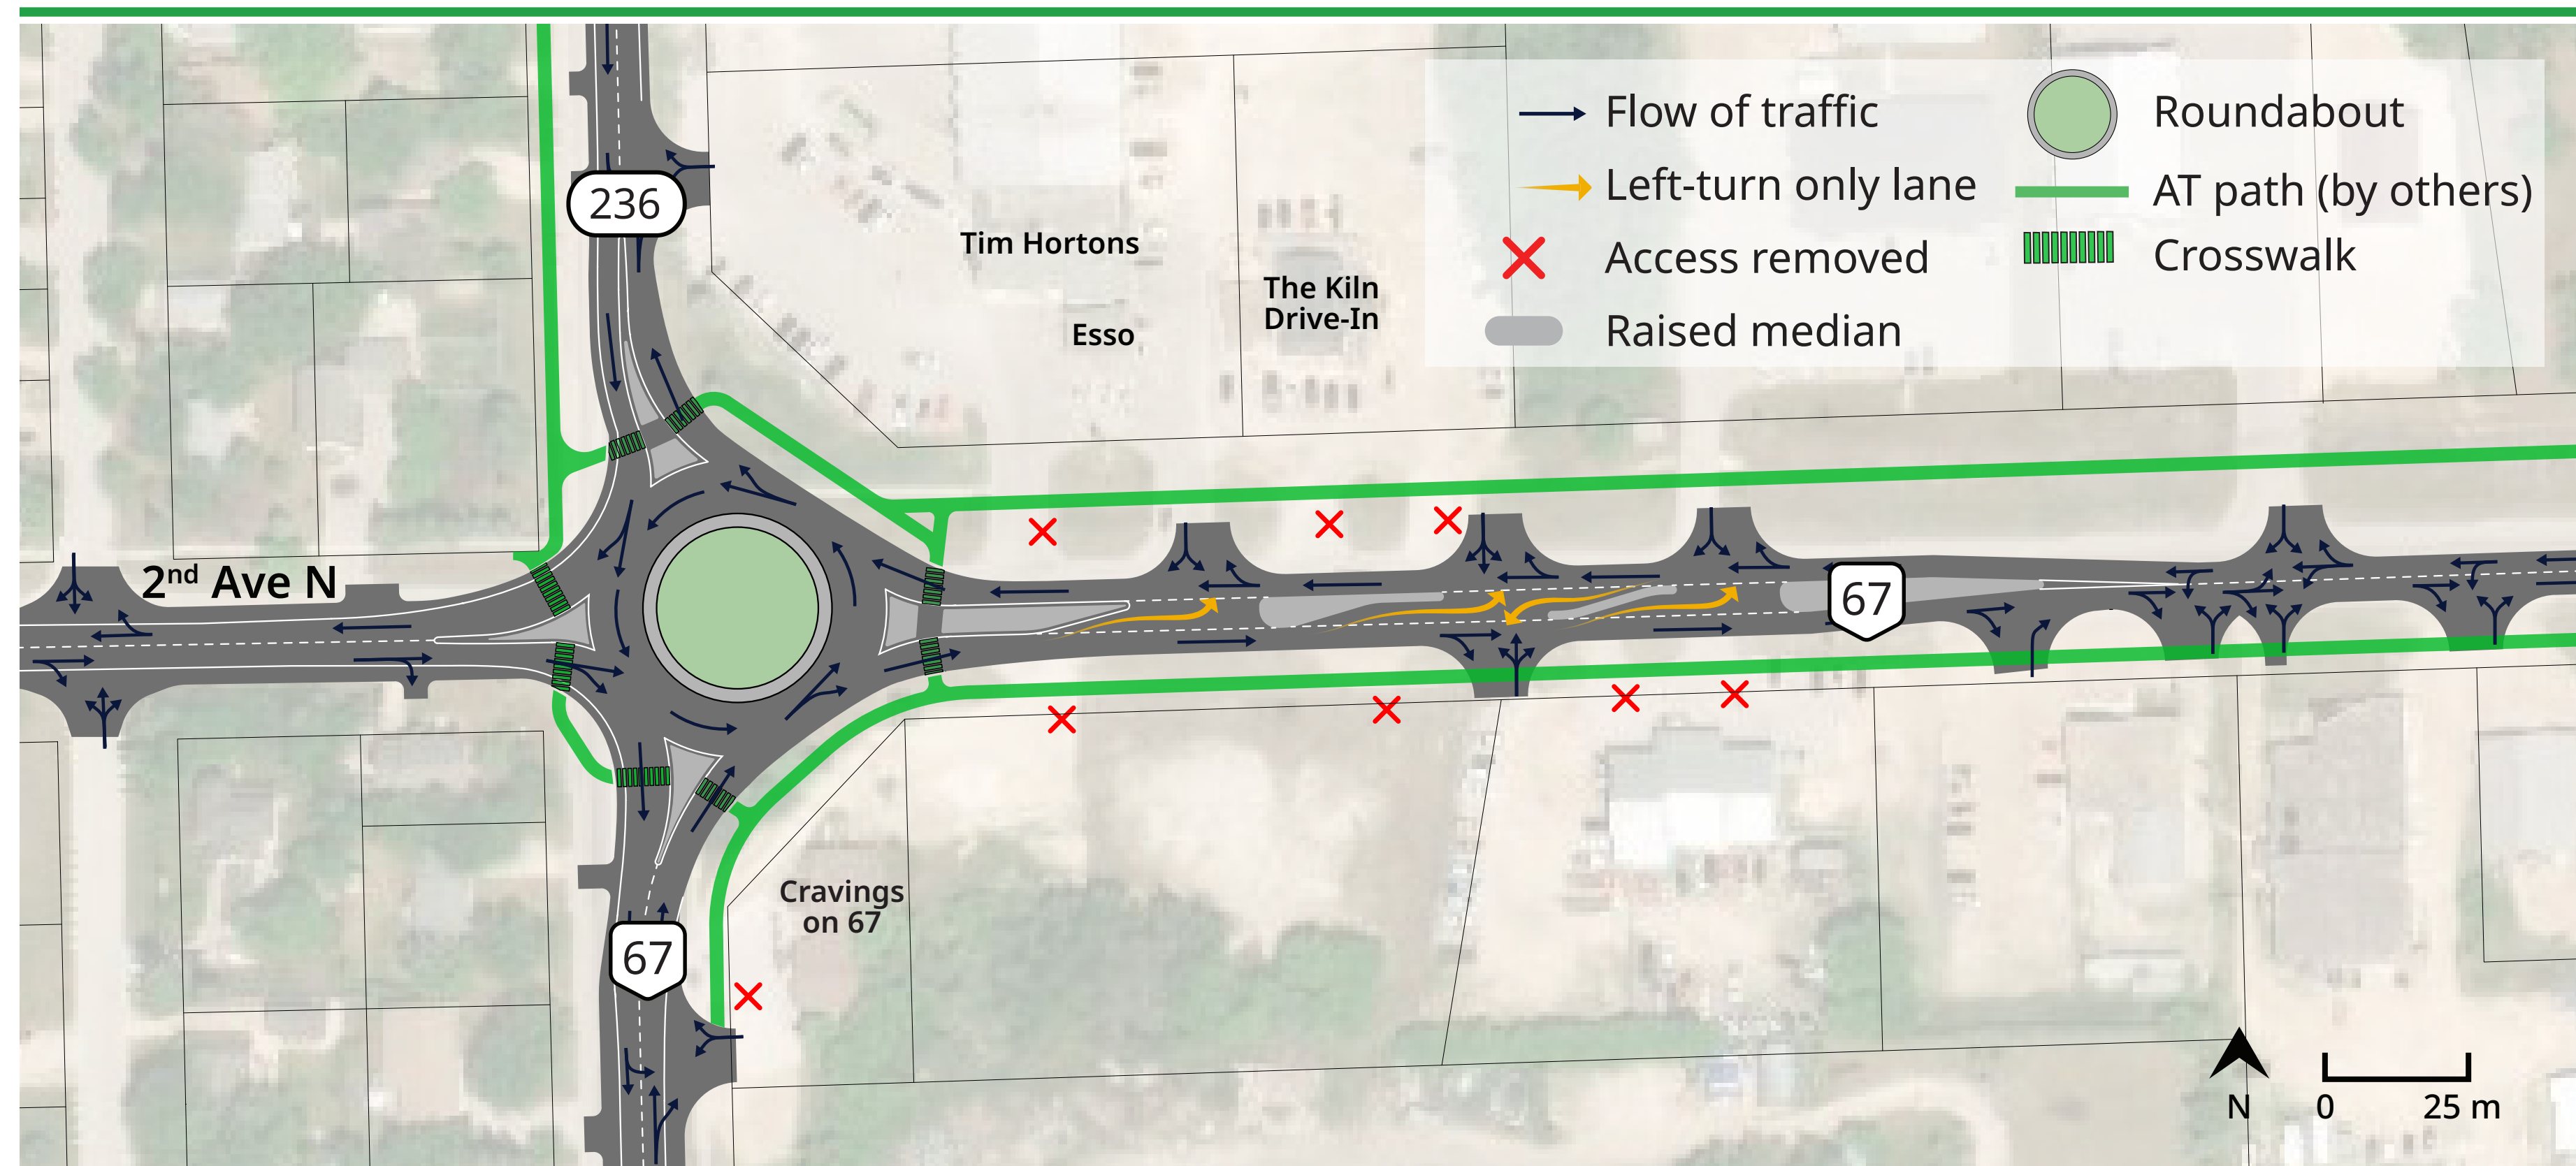 Flow of traffic
Left-turn only lane
Access removed
Raised median
Roundabout
AT path (by others)
Crosswalk
236
Tim Hortons
Esso
The Kiln
Drive-In
2nd Ave N
67
Cravings
on 67
67
N
0
25 m